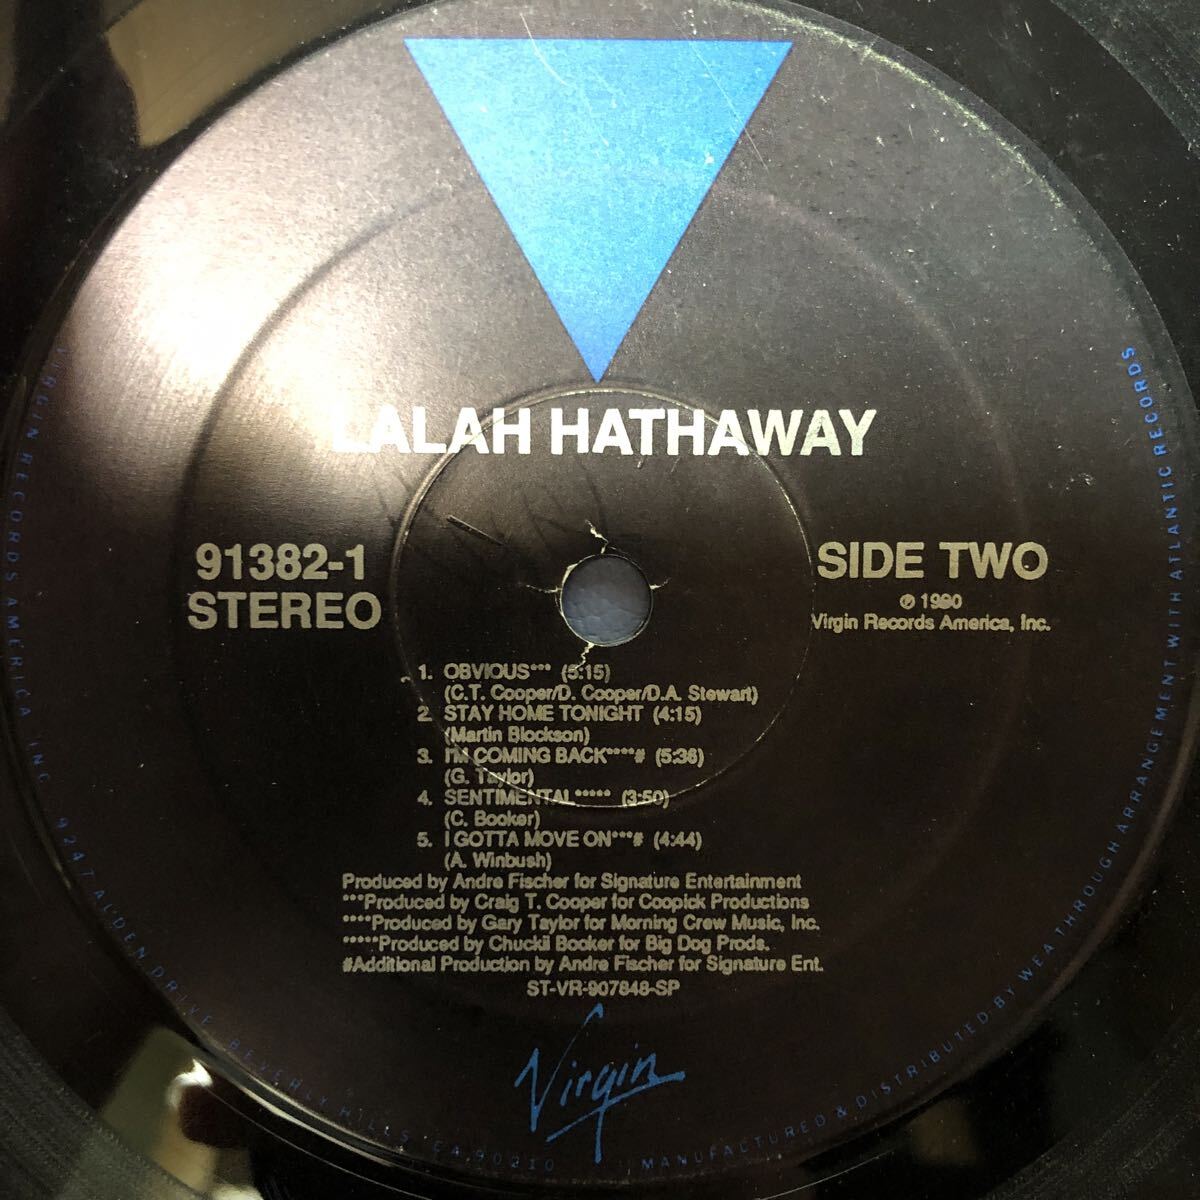 LALAH HATHAWAY
91382-1
STEREO
SIDE TWO
℗ 1990
Virgin Records America, Inc.
1. OBVIOUS*** (5:15)
(C.T. Cooper/D. Cooper/D.A. Stewart)
2. STAY HOME TONIGHT (4:15)
(Martin Blockson)
3. I'M COMING BACK****# (5:36)
(G. Taylor)
4. SENTIMENTAL***** (3:50)
(C. Booker)
5. I GOTTA MOVE ON***# (4:44)
(A. Winbush)
Produced by Andre Fischer for Signature Entertainment
***Produced by Craig T. Cooper for Coopick Productions
****Produced by Gary Taylor for Morning Crew Music, Inc.
*****Produced by Chuckii Booker for Big Dog Prods.
#Additional Production by Andre Fischer for Signature Ent.
ST-VR-907848-SP
Virgin
VIRGIN RECORDS AMERICA, INC. 9247 ALDEN DRIVE, BEVERLY HILLS, CA 90210
MANUFACTURED & DISTRIBUTED BY WEA THROUGH ARRANGEMENT WITH ATLANTIC RECORDS